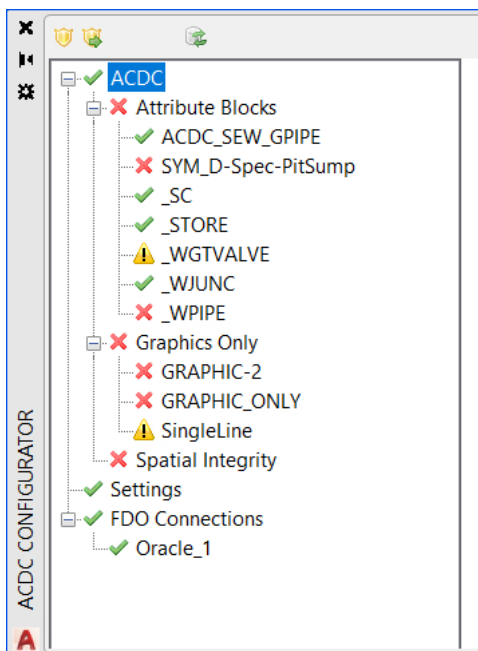 ACDC
Attribute Blocks
ACDC_SEW_GPIPE
SYM_D-Spec-PitSump
_SC
_STORE
_WGTVALVE
_WJUNC
_WPIPE
Graphics Only
GRAPHIC-2
GRAPHIC_ONLY
SingleLine
Spatial Integrity
Settings
FDO Connections
Oracle_1
ACDC CONFIGURATOR
A